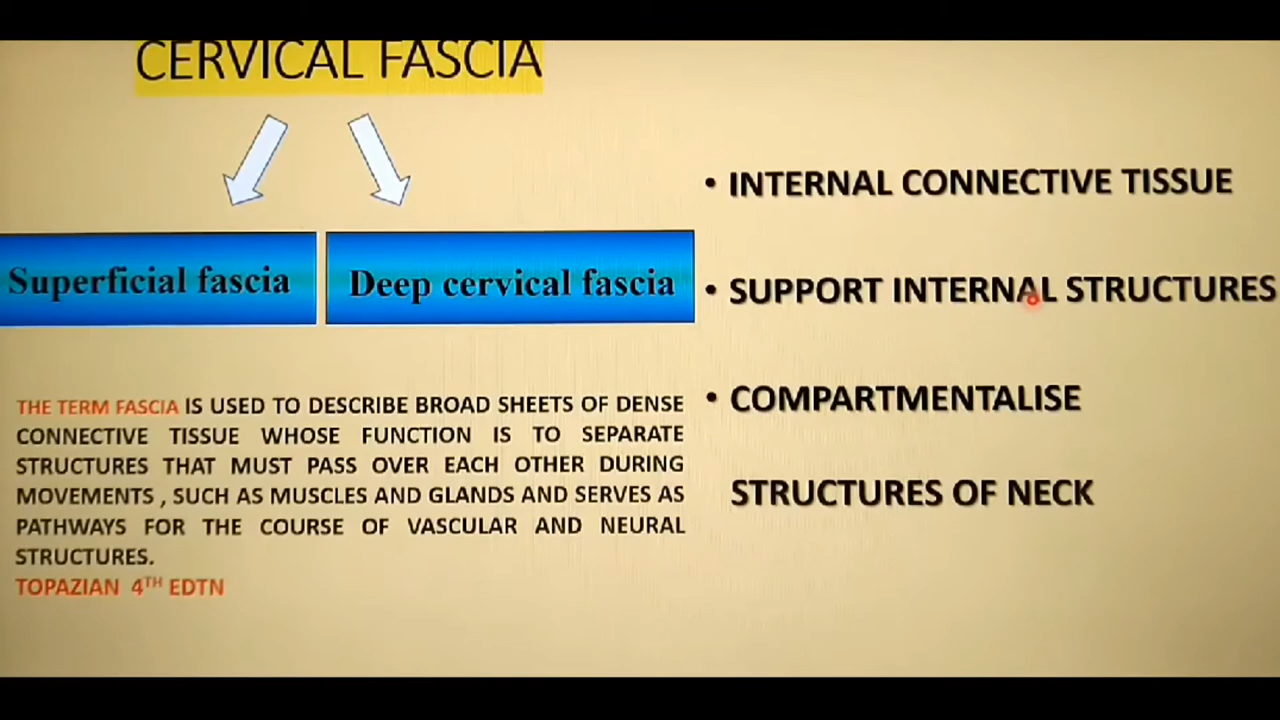 CERVICAL FASCIA
Superficial fascia
Deep cervical fascia
THE TERM FASCIA IS USED TO DESCRIBE BROAD SHEETS OF DENSE
CONNECTIVE TISSUE WHOSE FUNCTION IS TO SEPARATE
STRUCTURES THAT MUST PASS OVER EACH OTHER DURING
MOVEMENTS , SUCH AS MUSCLES AND GLANDS AND SERVES AS
PATHWAYS FOR THE COURSE OF VASCULAR AND NEURAL
STRUCTURES.
TOPAZIAN 4TH EDTN
• INTERNAL CONNECTIVE TISSUE
• SUPPORT INTERNAL STRUCTURES
• COMPARTMENTALISE
STRUCTURES OF NECK